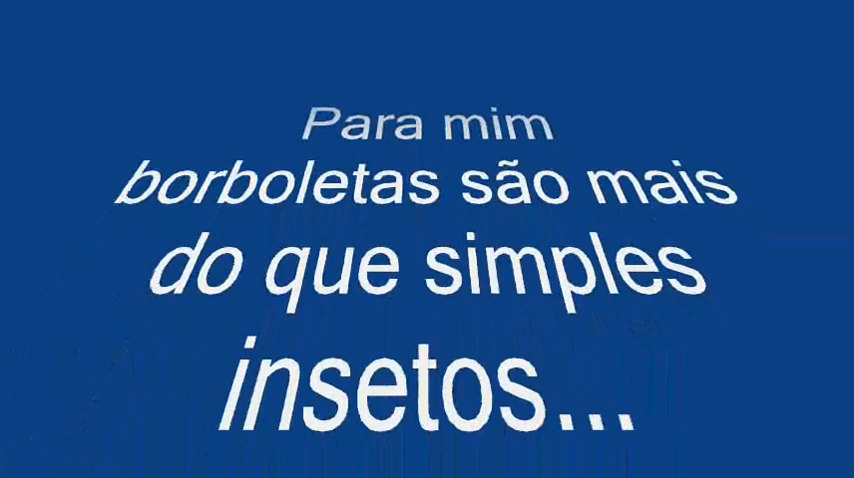 Para mim
borboletas são mais
do que simples
insetos...